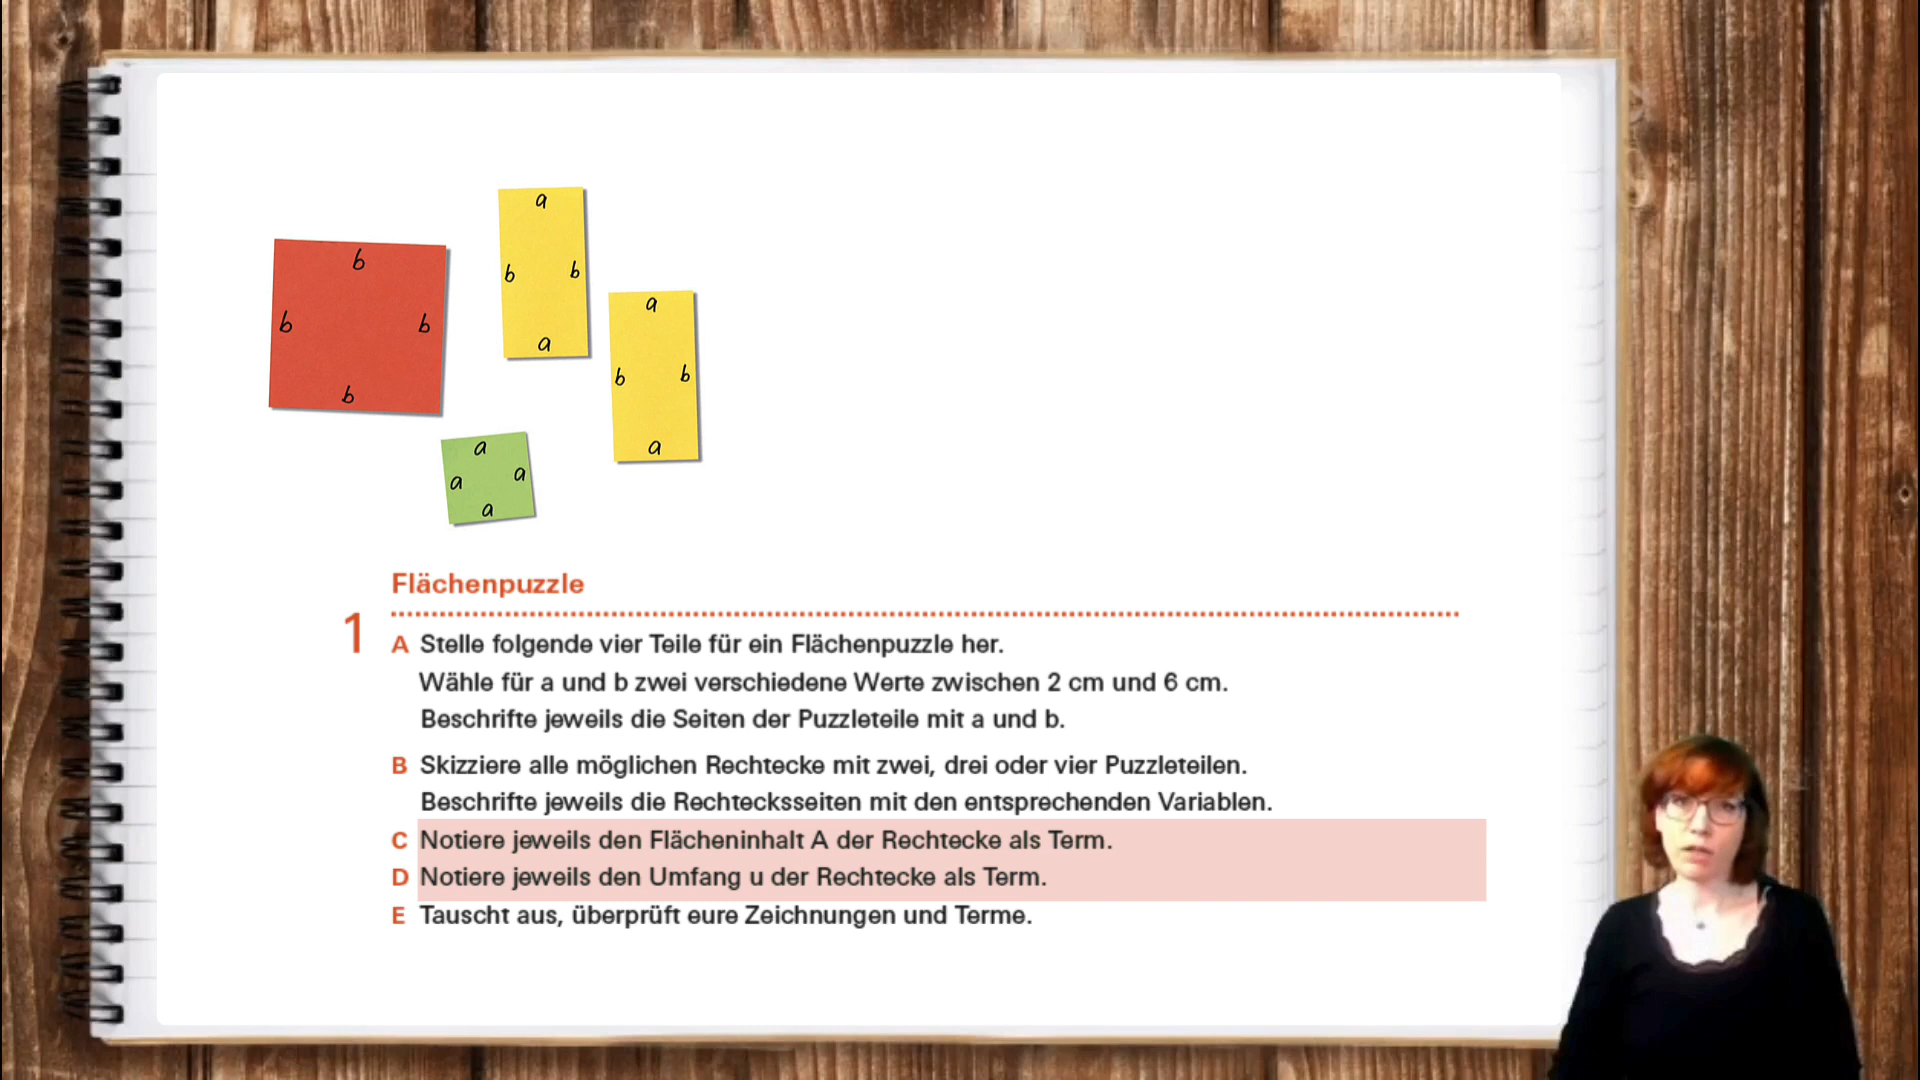 b
b b
b
a
b b
a
a
b b
a
a
a a
a
Flächenpuzzle
1
A Stelle folgende vier Teile für ein Flächenpuzzle her.
Wähle für a und b zwei verschiedene Werte zwischen 2 cm und 6 cm.
Beschrifte jeweils die Seiten der Puzzleteile mit a und b.
B Skizziere alle möglichen Rechtecke mit zwei, drei oder vier Puzzleteilen.
Beschrifte jeweils die Rechtecksseiten mit den entsprechenden Variablen.
C Notiere jeweils den Flächeninhalt A der Rechtecke als Term.
D Notiere jeweils den Umfang u der Rechtecke als Term.
E Tauscht aus, überprüft eure Zeichnungen und Terme.